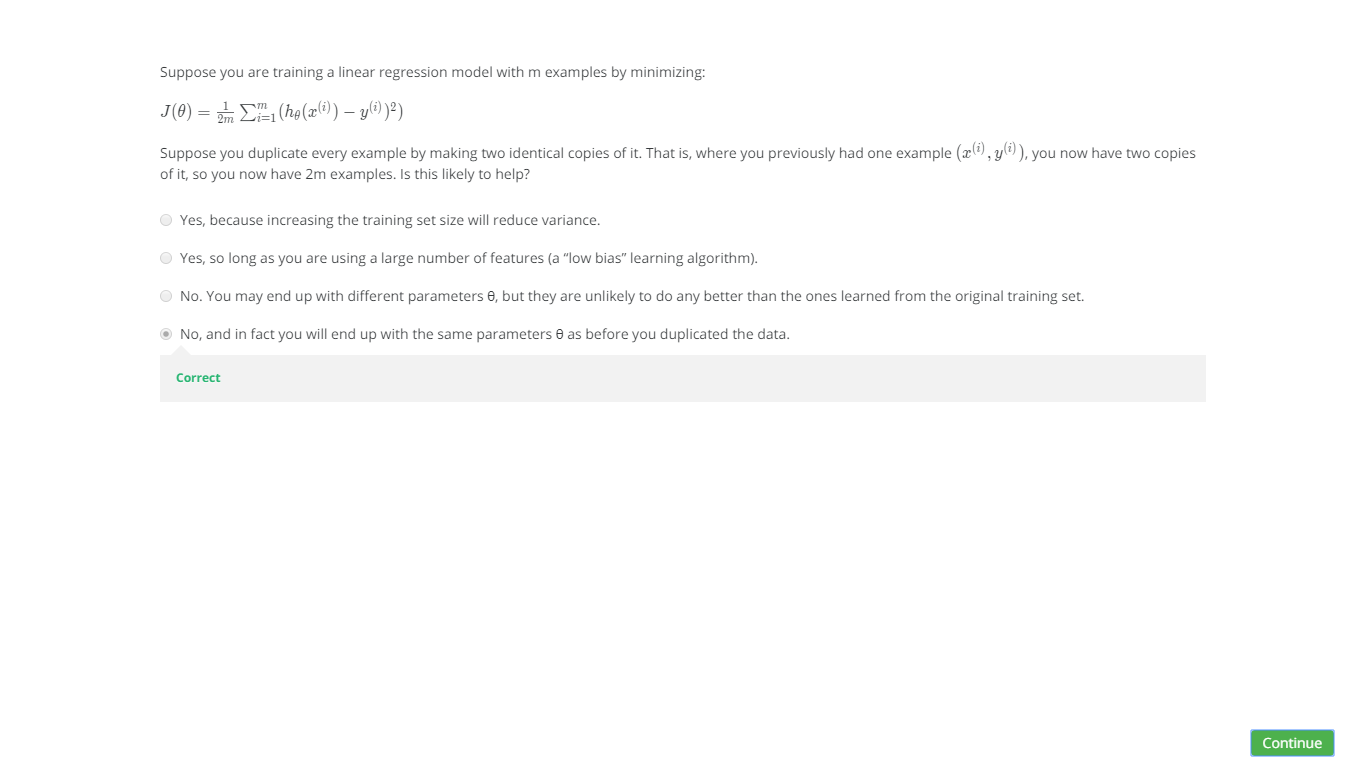 Suppose you are training a linear regression model with m examples by minimizing:
J(θ) = 1/2m ∑ᵢ₌₁ᵐ (hθ(x⁽ⁱ⁾) − y⁽ⁱ⁾)²)
Suppose you duplicate every example by making two identical copies of it. That is, where you previously had one example (x⁽ⁱ⁾, y⁽ⁱ⁾), you now have two copies
of it, so you now have 2m examples. Is this likely to help?
Yes, because increasing the training set size will reduce variance.
Yes, so long as you are using a large number of features (a “low bias” learning algorithm).
No. You may end up with different parameters θ, but they are unlikely to do any better than the ones learned from the original training set.
No, and in fact you will end up with the same parameters θ as before you duplicated the data.
Correct
Continue